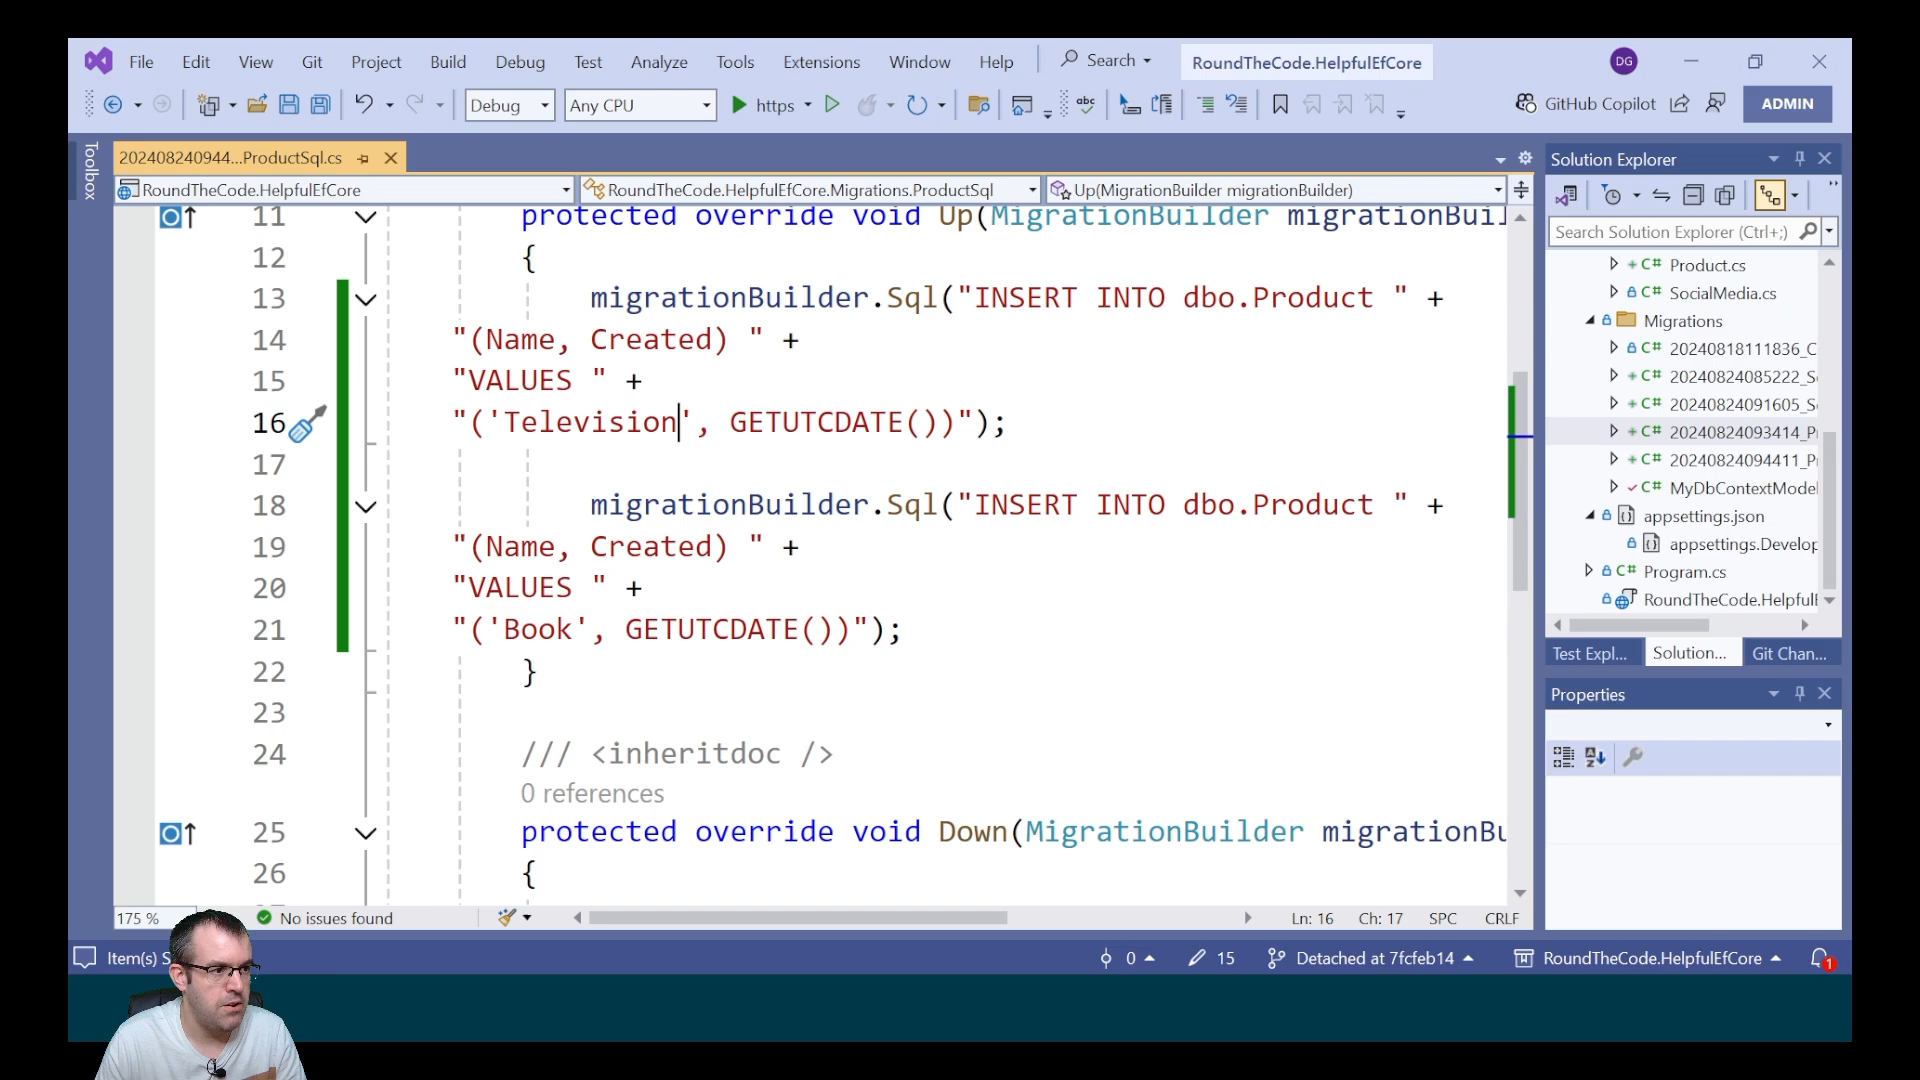 File Edit View Git Project Build Debug Test Analyze Tools Extensions Window Help Search RoundTheCode.HelpfulEfCore DG
Debug Any CPU https abc GitHub Copilot ADMIN
Toolbox
202408240944...ProductSql.cs
RoundTheCode.HelpfulEfCore RoundTheCode.HelpfulEfCore.Migrations.ProductSql Up(MigrationBuilder migrationBuilder)
11 protected override void Up(MigrationBuilder migrationBuil
12 {
13 migrationBuilder.Sql("INSERT INTO dbo.Product " +
14 "(Name, Created) " +
15 "VALUES " +
16 "('Television', GETUTCDATE())");
17
18 migrationBuilder.Sql("INSERT INTO dbo.Product " +
19 "(Name, Created) " +
20 "VALUES " +
21 "('Book', GETUTCDATE())");
22 }
23
24 /// <inheritdoc />
0 references
25 protected override void Down(MigrationBuilder migrationBu
26 {
175 % No issues found Ln: 16 Ch: 17 SPC CRLF
Solution Explorer
Search Solution Explorer (Ctrl+;)
C# Product.cs
C# SocialMedia.cs
Migrations
C# 20240818111836_C
C# 20240824085222_S
C# 20240824091605_S
C# 20240824093414_P
C# 20240824094411_P
C# MyDbContextModel
appsettings.json
appsettings.Develop
C# Program.cs
RoundTheCode.Helpful
Test Expl... Solution... Git Chan...
Properties
Item(s) S 0 15 Detached at 7fcfeb14 RoundTheCode.HelpfulEfCore 1